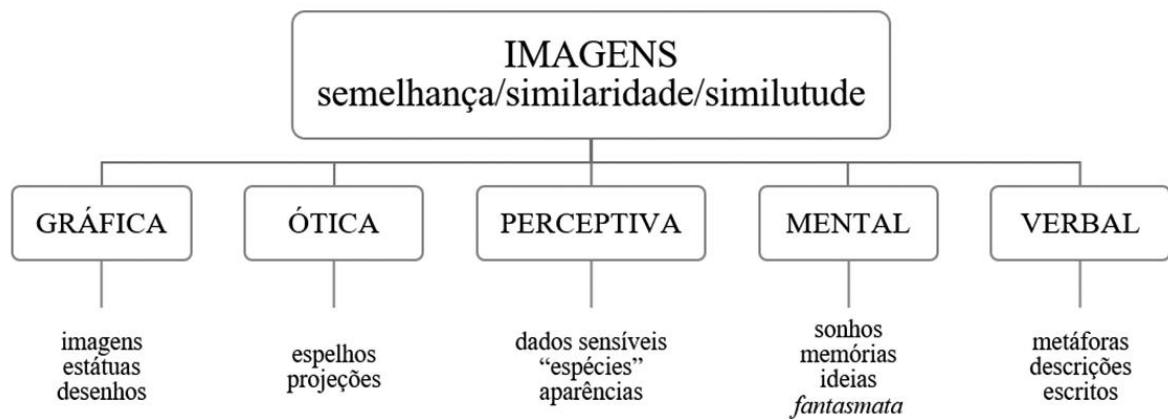 IMAGENS
semelhança/similaridade/similutude
GRÁFICA
ÓTICA
PERCEPTIVA
MENTAL
VERBAL
imagens
estátuas
desenhos
espelhos
projeções
dados sensíveis
“espécies”
aparências
sonhos
memórias
ideias
fantasmata
metáforas
descrições
escritos